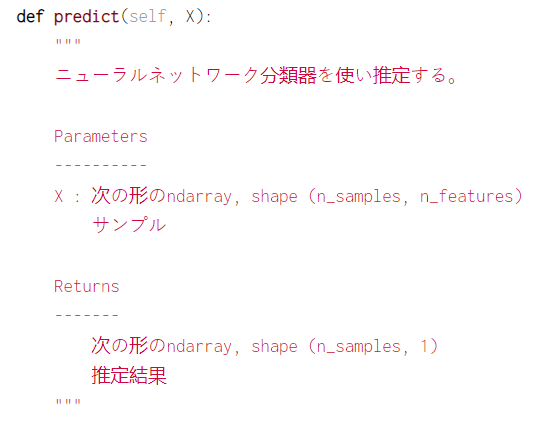 def predict(self, X):
"""
ニューラルネットワーク分類器を使い推定する。
Parameters
----------
X : 次の形のndarray, shape (n_samples, n_features)
サンプル
Returns
-------
次の形のndarray, shape (n_samples, 1)
推定結果
"""